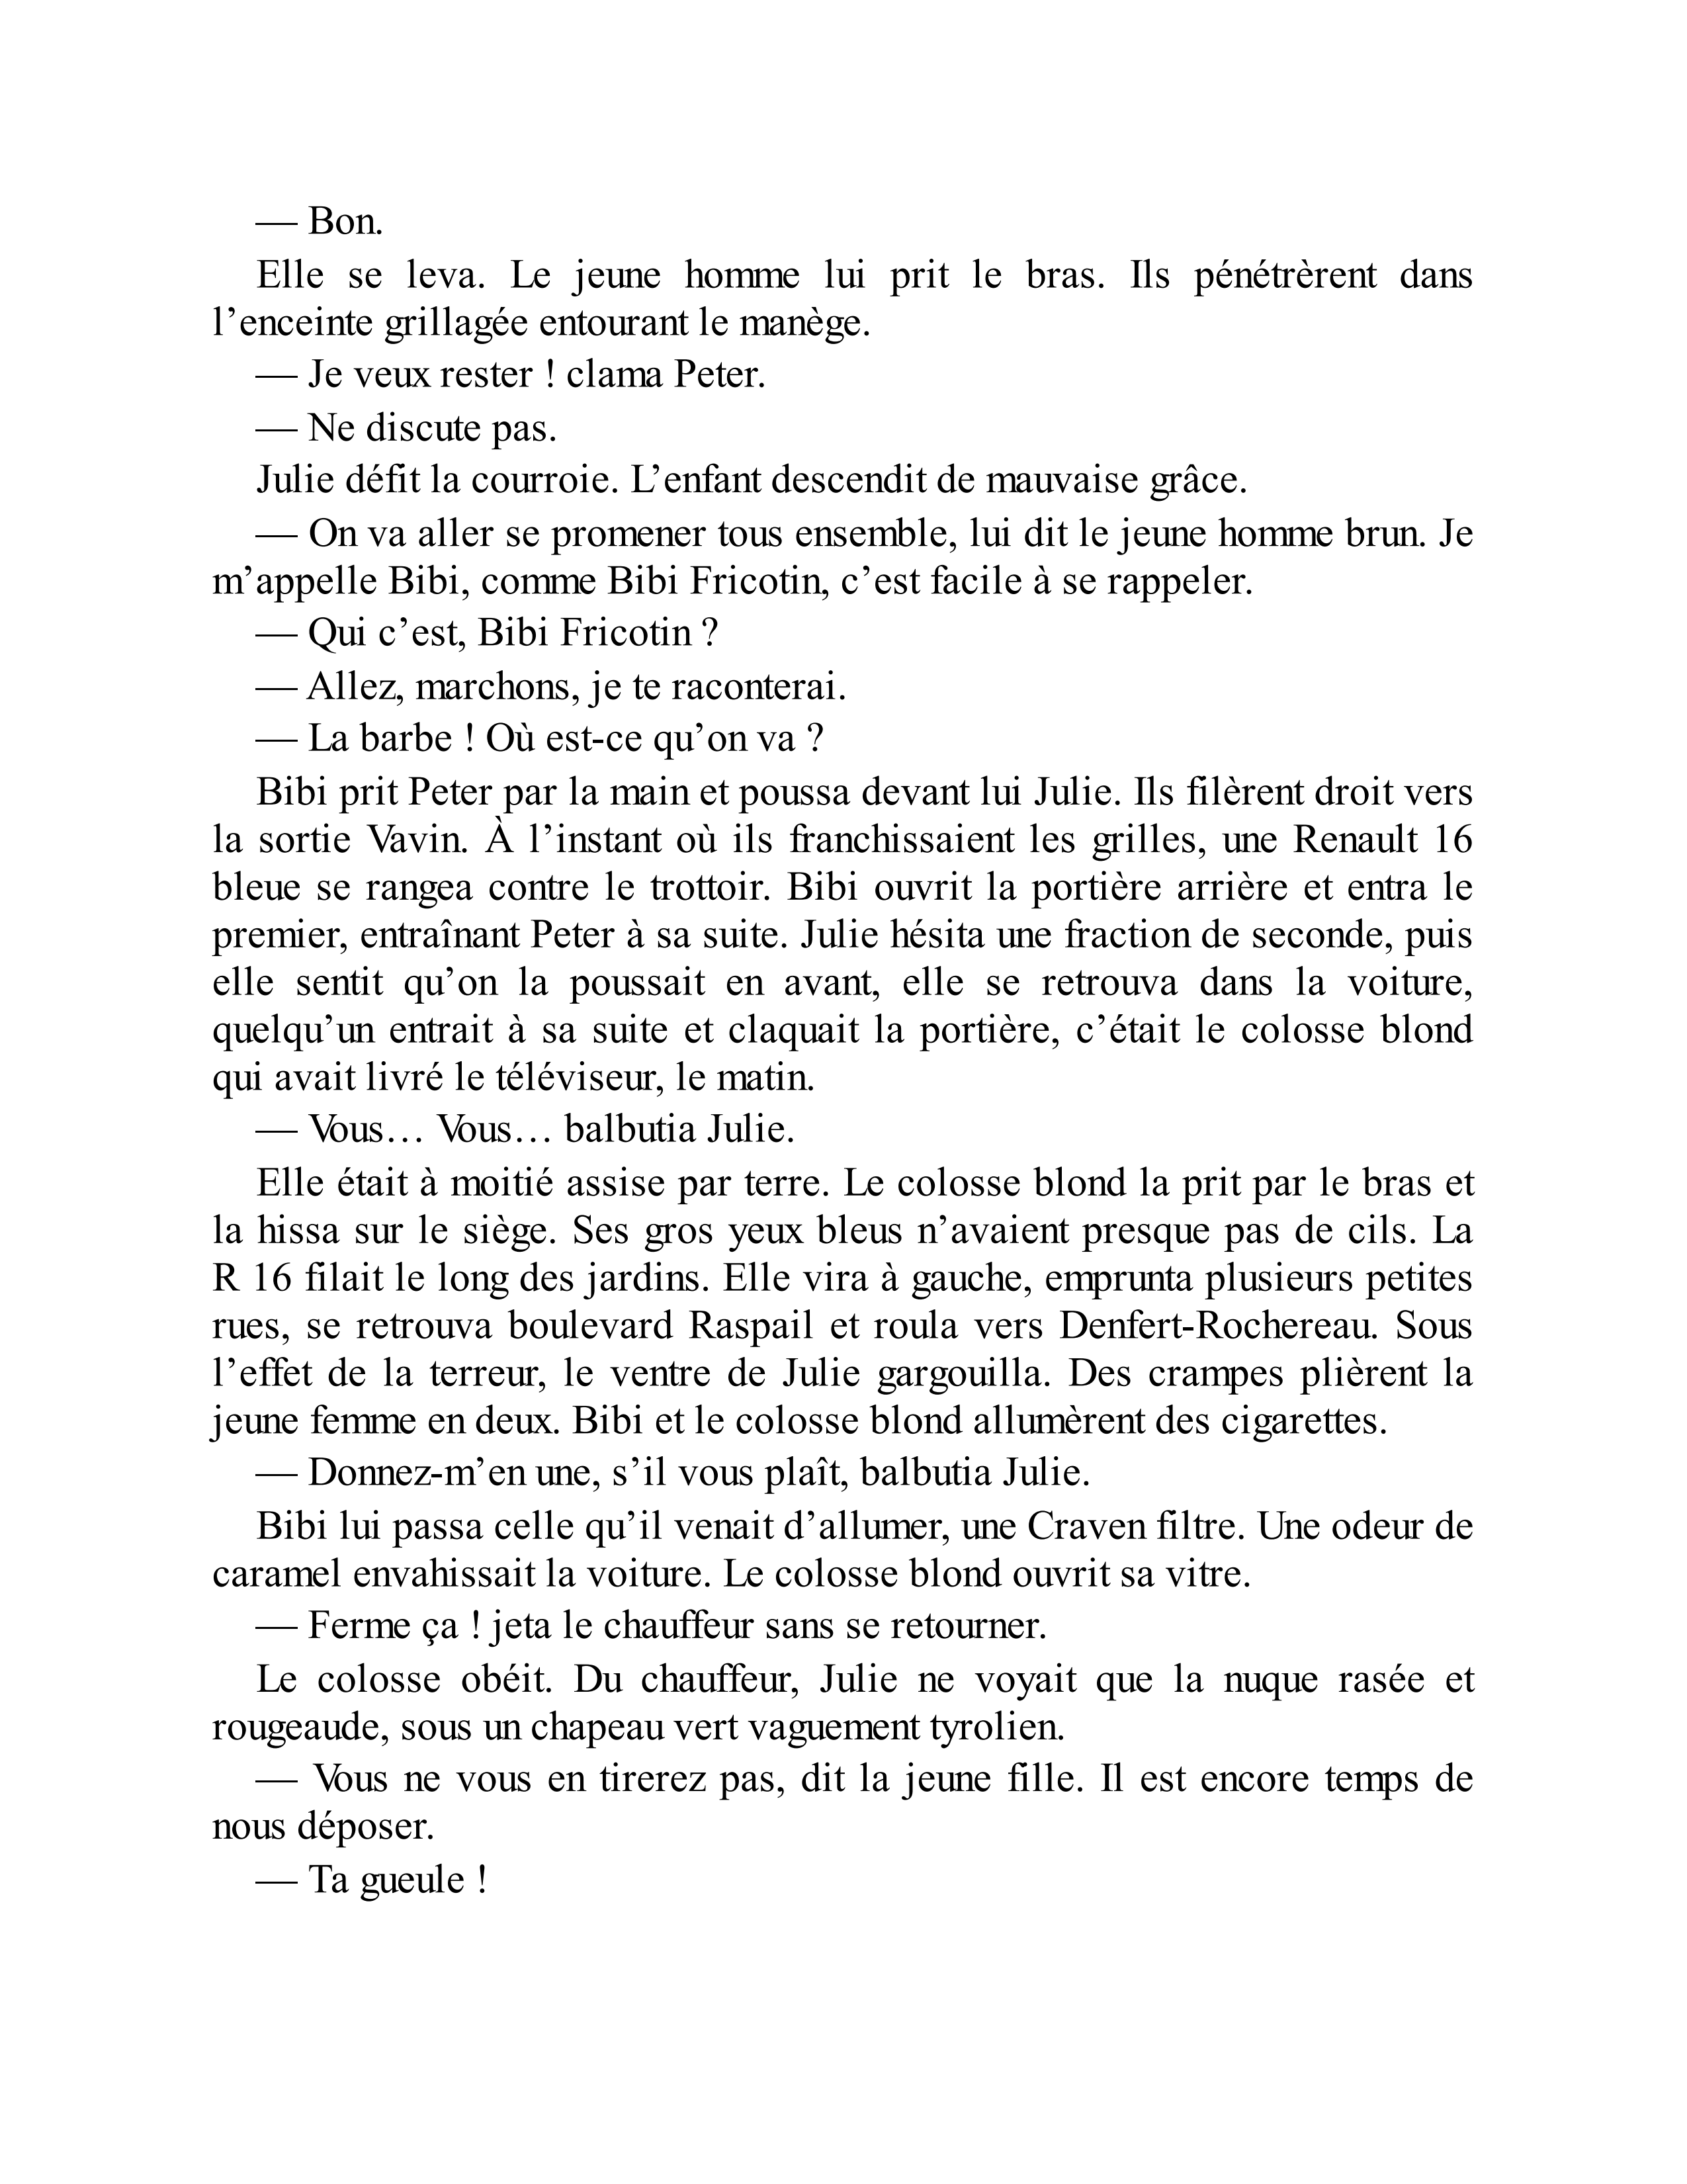 — Bon.
Elle se leva. Le jeune homme lui prit le bras. Ils pénétrèrent dans
l’enceinte grillagée entourant le manège.
— Je veux rester ! clama Peter.
— Ne discute pas.
Julie défit la courroie. L’enfant descendit de mauvaise grâce.
— On va aller se promener tous ensemble, lui dit le jeune homme brun. Je
m’appelle Bibi, comme Bibi Fricotin, c’est facile à se rappeler.
— Qui c’est, Bibi Fricotin ?
— Allez, marchons, je te raconterai.
— La barbe ! Où est-ce qu’on va ?
Bibi prit Peter par la main et poussa devant lui Julie. Ils filèrent droit vers
la sortie Vavin. À l’instant où ils franchissaient les grilles, une Renault 16
bleue se rangea contre le trottoir. Bibi ouvrit la portière arrière et entra le
premier, entraînant Peter à sa suite. Julie hésita une fraction de seconde, puis
elle sentit qu’on la poussait en avant, elle se retrouva dans la voiture,
quelqu’un entrait à sa suite et claquait la portière, c’était le colosse blond
qui avait livré le téléviseur, le matin.
— Vous… Vous… balbutia Julie.
Elle était à moitié assise par terre. Le colosse blond la prit par le bras et
la hissa sur le siège. Ses gros yeux bleus n’avaient presque pas de cils. La
R 16 filait le long des jardins. Elle vira à gauche, emprunta plusieurs petites
rues, se retrouva boulevard Raspail et roula vers Denfert-Rochereau. Sous
l’effet de la terreur, le ventre de Julie gargouilla. Des crampes plièrent la
jeune femme en deux. Bibi et le colosse blond allumèrent des cigarettes.
— Donnez-m’en une, s’il vous plaît, balbutia Julie.
Bibi lui passa celle qu’il venait d’allumer, une Craven filtre. Une odeur de
caramel envahissait la voiture. Le colosse blond ouvrit sa vitre.
— Ferme ça ! jeta le chauffeur sans se retourner.
Le colosse obéit. Du chauffeur, Julie ne voyait que la nuque rasée et
rougeaude, sous un chapeau vert vaguement tyrolien.
— Vous ne vous en tirerez pas, dit la jeune fille. Il est encore temps de
nous déposer.
— Ta gueule !